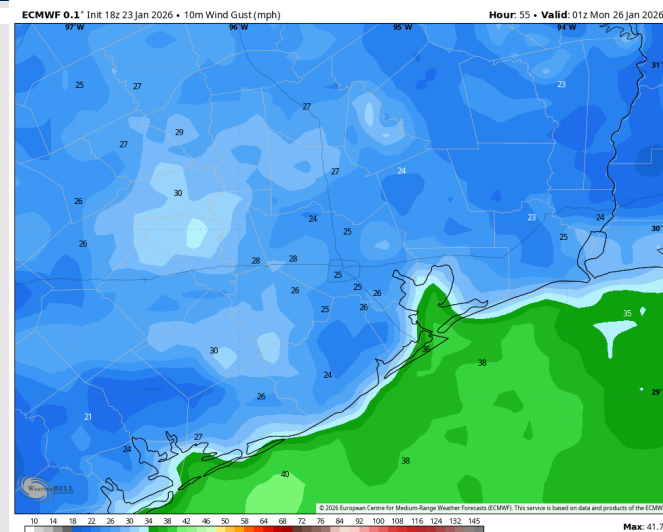 ECMWF 0.1° Init 18z 23 Jan 2026 • 10m Wind Gust (mph)
Hour: 55 • Valid: 01z Mon 26 Jan 2026
97°W 96°W 95°W 94°W
31°
25 27 23
27
29
27
27 24
30
26
24 23 24
25 25
26
30°
28 28
25
26 25 26
25 26
35
30 36
38
24
29°
26
21
27
24
38
40
WEATHERBELL
© 2026 European Centre for Medium-Range Weather Forecasts (ECMWF). This service is based on data and products of the ECMWF
10 14 18 22 26 30 34 38 42 46 52 56 60 64 68 72 76 84 92 100 108 116 124 132 145
Max: 41.7